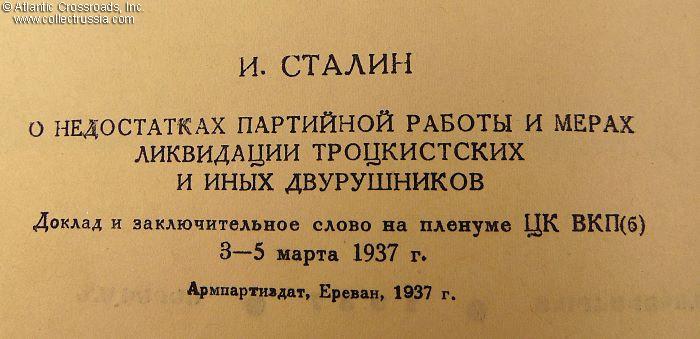 © Atlantic Crossroads, Inc.
www.collectrussia.com
И. СТАЛИН
О НЕДОСТАТКАХ ПАРТИЙНОЙ РАБОТЫ И МЕРАХ
ЛИКВИДАЦИИ ТРОЦКИСТСКИХ
И ИНЫХ ДВУРУШНИКОВ
Доклад и заключительное слово на пленуме ЦК ВКП(б)
3—5 марта 1937 г.
Армпартиздат, Ереван, 1937 г.